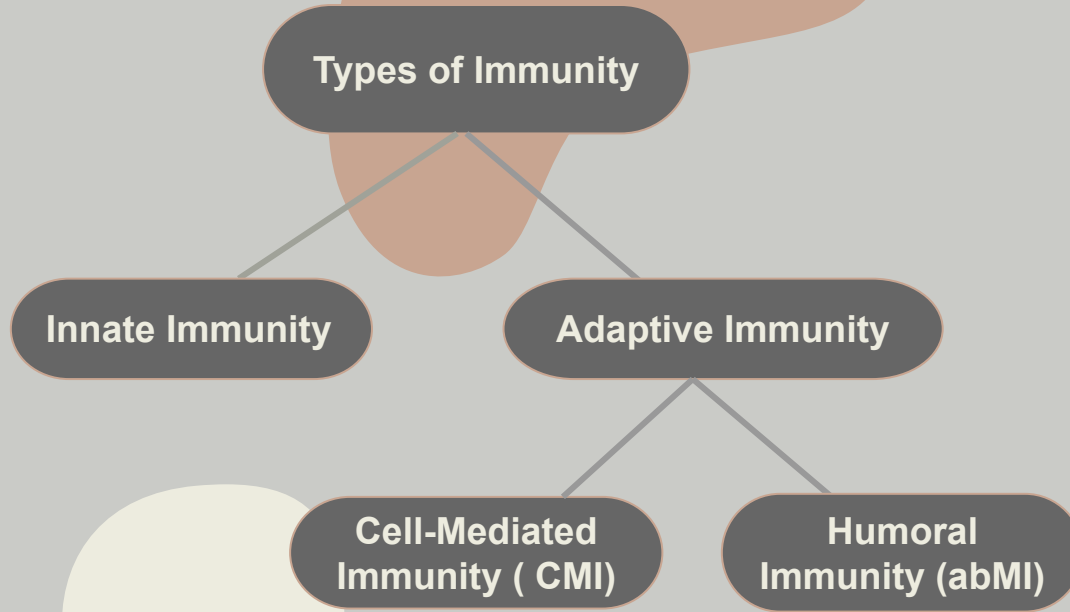 Types of Immunity
Innate Immunity
Adaptive Immunity
Cell-Mediated
Immunity ( CMI)
Humoral
Immunity (abMI)